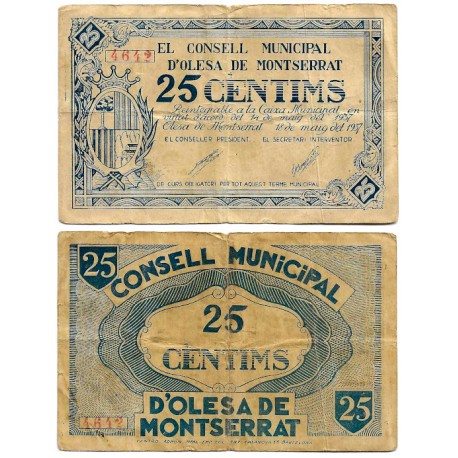 25
4642
EL CONSELL MUNICIPAL
D'OLESA DE MONTSERRAT
25 CÈNTIMS
Reintegrable a la Caixa Municipal, en
virtut d'acord del 14 de maig del 1937
Olesa de Montserrat 18 de maig del 1937
EL CONSELLER PRESIDENT EL SECRETARI INTERVENTOR
DE CURS OBLIGATORI PER TOT AQUEST TERME MUNICIPAL
25
25
25
CONSELL MUNICIPAL
25
CÈNTIMS
4642
D'OLESA DE
MONTSERRAT
25